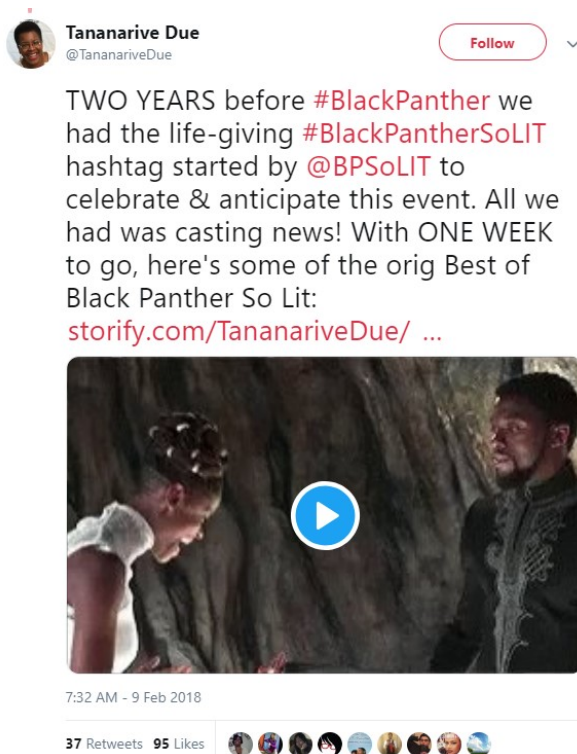 Tananarive Due
@TananariveDue
Follow
TWO YEARS before #BlackPanther we
had the life-giving #BlackPantherSoLIT
hashtag started by @BPSoLIT to
celebrate & anticipate this event. All we
had was casting news! With ONE WEEK
to go, here's some of the orig Best of
Black Panther So Lit:
storify.com/TananariveDue/ ...
7:32 AM - 9 Feb 2018
37 Retweets 95 Likes